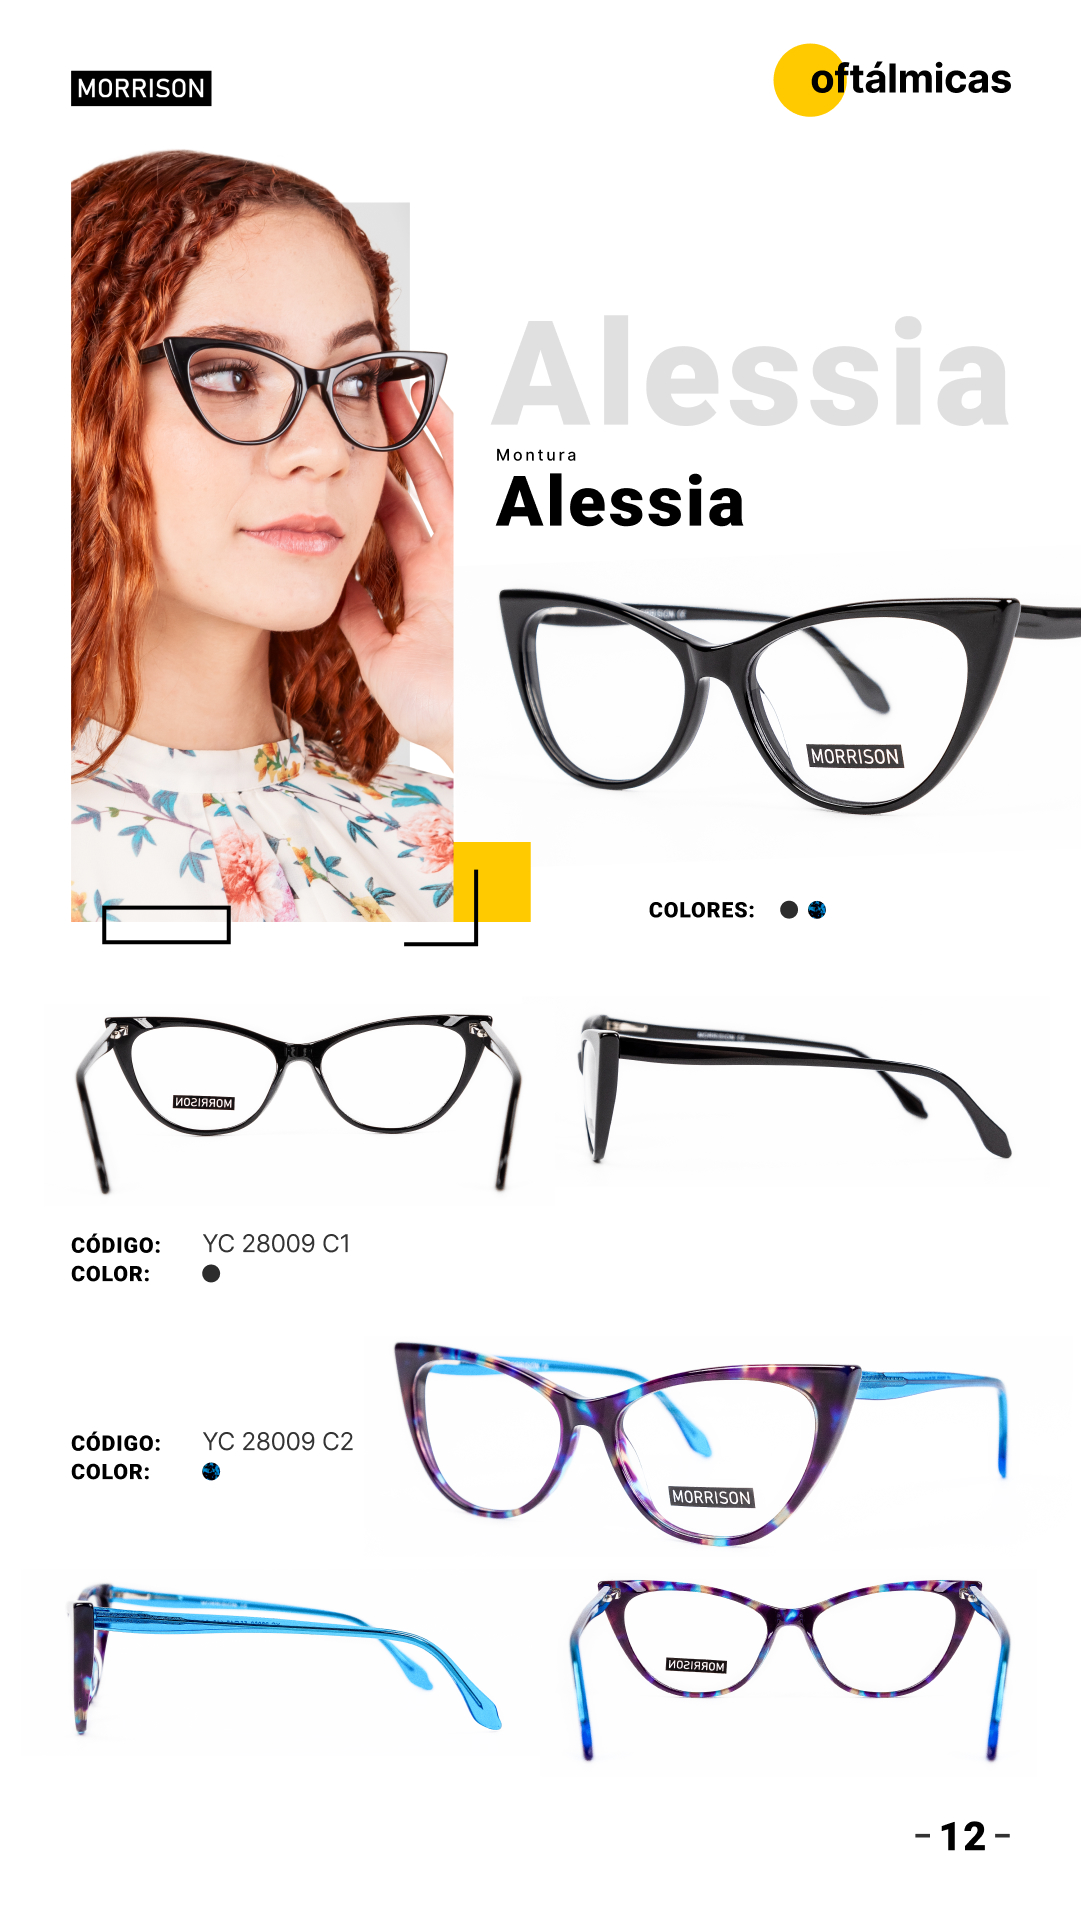 MORRISON
oftálmicas
Alessia
Montura
Alessia
MORRISON
COLORES:
MORRISON
CÓDIGO: YC 28009 C1
COLOR:
CÓDIGO: YC 28009 C2
COLOR:
MORRISON
MORRISON
- 12 -